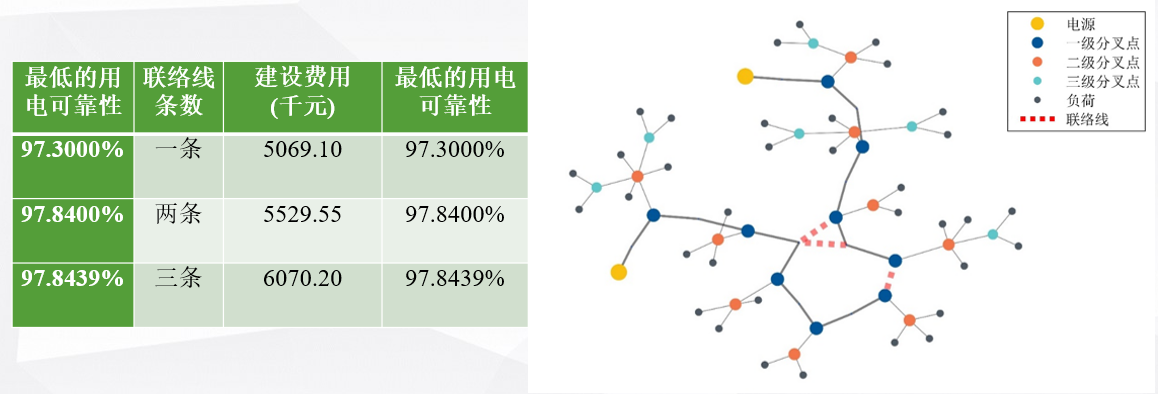 最低的用电可靠性 联络线条数 建设费用(千元) 最低的用电可靠性
97.3000% 一条 5069.10 97.3000%
97.8400% 两条 5529.55 97.8400%
97.8439% 三条 6070.20 97.8439%
电源
一级分叉点
二级分叉点
三级分叉点
负荷
联络线